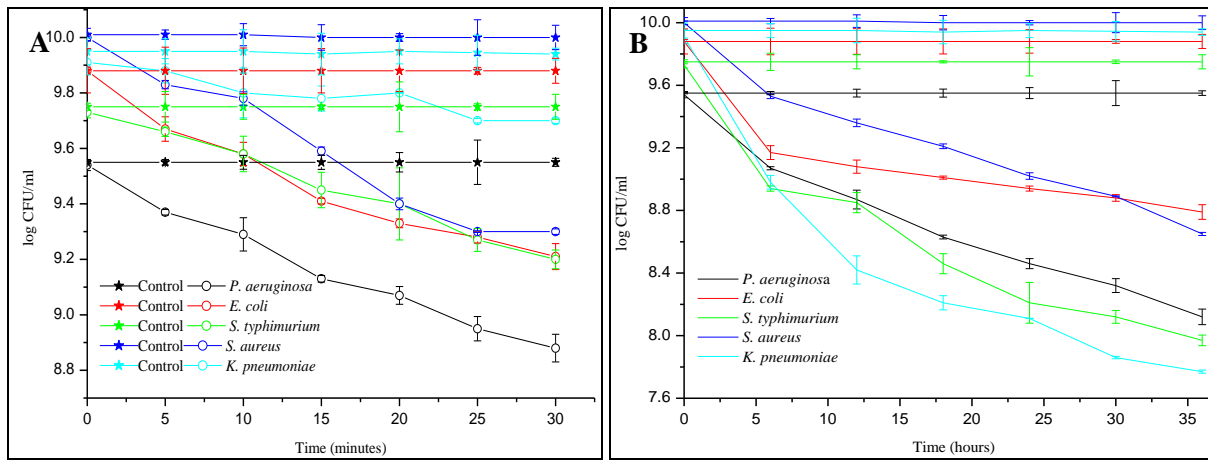 A
10.0
9.8
9.6
9.4
9.2
9.0
8.8
log CFU/ml
0
5
10
15
20
25
30
Time (minutes)
Control P. aeruginosa
Control E. coli
Control S. typhimurium
Control S. aureus
Control K. pneumoniae
B
10.0
9.6
9.2
8.8
8.4
8.0
7.6
log CFU/ml
0
5
10
15
20
25
30
35
Time (hours)
P. aeruginosa
E. coli
S. typhimurium
S. aureus
K. pneumoniae